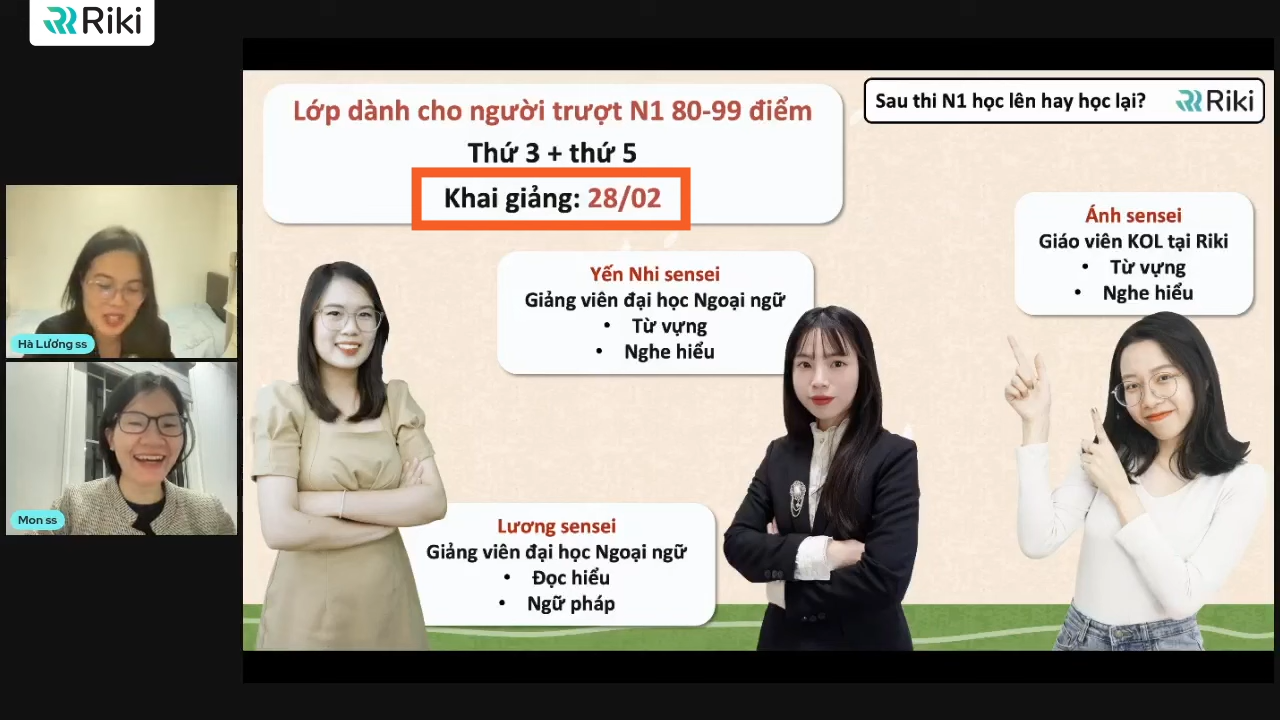 Riki
Lớp dành cho người trượt N1 80-99 điểm
Thứ 3 + thứ 5
Khai giảng: 28/02
Sau thi N1 học lên hay học lại?
Riki
Ánh sensei
Giáo viên KOL tại Riki
• Từ vựng
• Nghe hiểu
Yến Nhi sensei
Giảng viên đại học Ngoại ngữ
• Từ vựng
• Nghe hiểu
Hà Lương ss
Mon ss
Lương sensei
Giảng viên đại học Ngoại ngữ
• Đọc hiểu
• Ngữ pháp